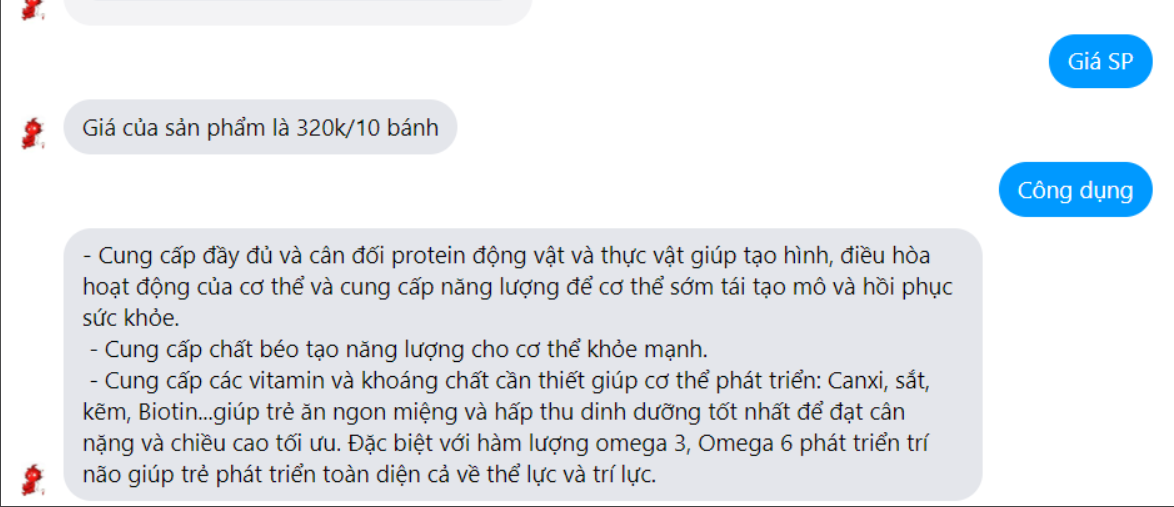 Giá SP
Giá của sản phẩm là 320k/10 bánh
Công dụng
- Cung cấp đầy đủ và cân đối protein động vật và thực vật giúp tạo hình, điều hòa
hoạt động của cơ thể và cung cấp năng lượng để cơ thể sớm tái tạo mô và hồi phục
sức khỏe.
- Cung cấp chất béo tạo năng lượng cho cơ thể khỏe mạnh.
- Cung cấp các vitamin và khoáng chất cần thiết giúp cơ thể phát triển: Canxi, sắt,
kẽm, Biotin...giúp trẻ ăn ngon miệng và hấp thu dinh dưỡng tốt nhất để đạt cân
nặng và chiều cao tối ưu. Đặc biệt với hàm lượng omega 3, Omega 6 phát triển trí
não giúp trẻ phát triển toàn diện cả về thể lực và trí lực.